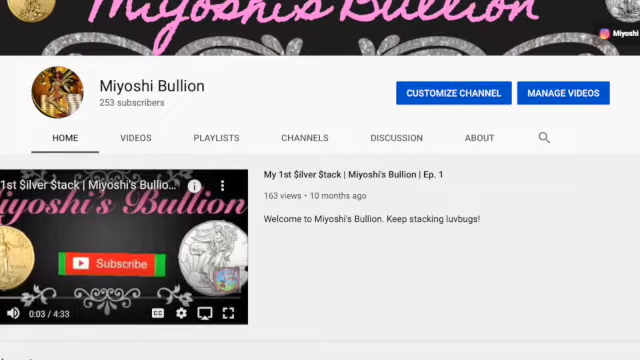 Miyoshi's Bullion
Miyoshi
Miyoshi Bullion
253 subscribers
CUSTOMIZE CHANNEL
MANAGE VIDEOS
HOME
VIDEOS
PLAYLISTS
CHANNELS
DISCUSSION
ABOUT
1st $ilver $tack | Miyoshi's Bullio...
iyoshi's Bullion
Subscribe
0:03 / 4:33
My 1st $ilver $tack | Miyoshi's Bullion | Ep. 1
163 views • 10 months ago
Welcome to Miyoshi's Bullion. Keep stacking luvbugs!